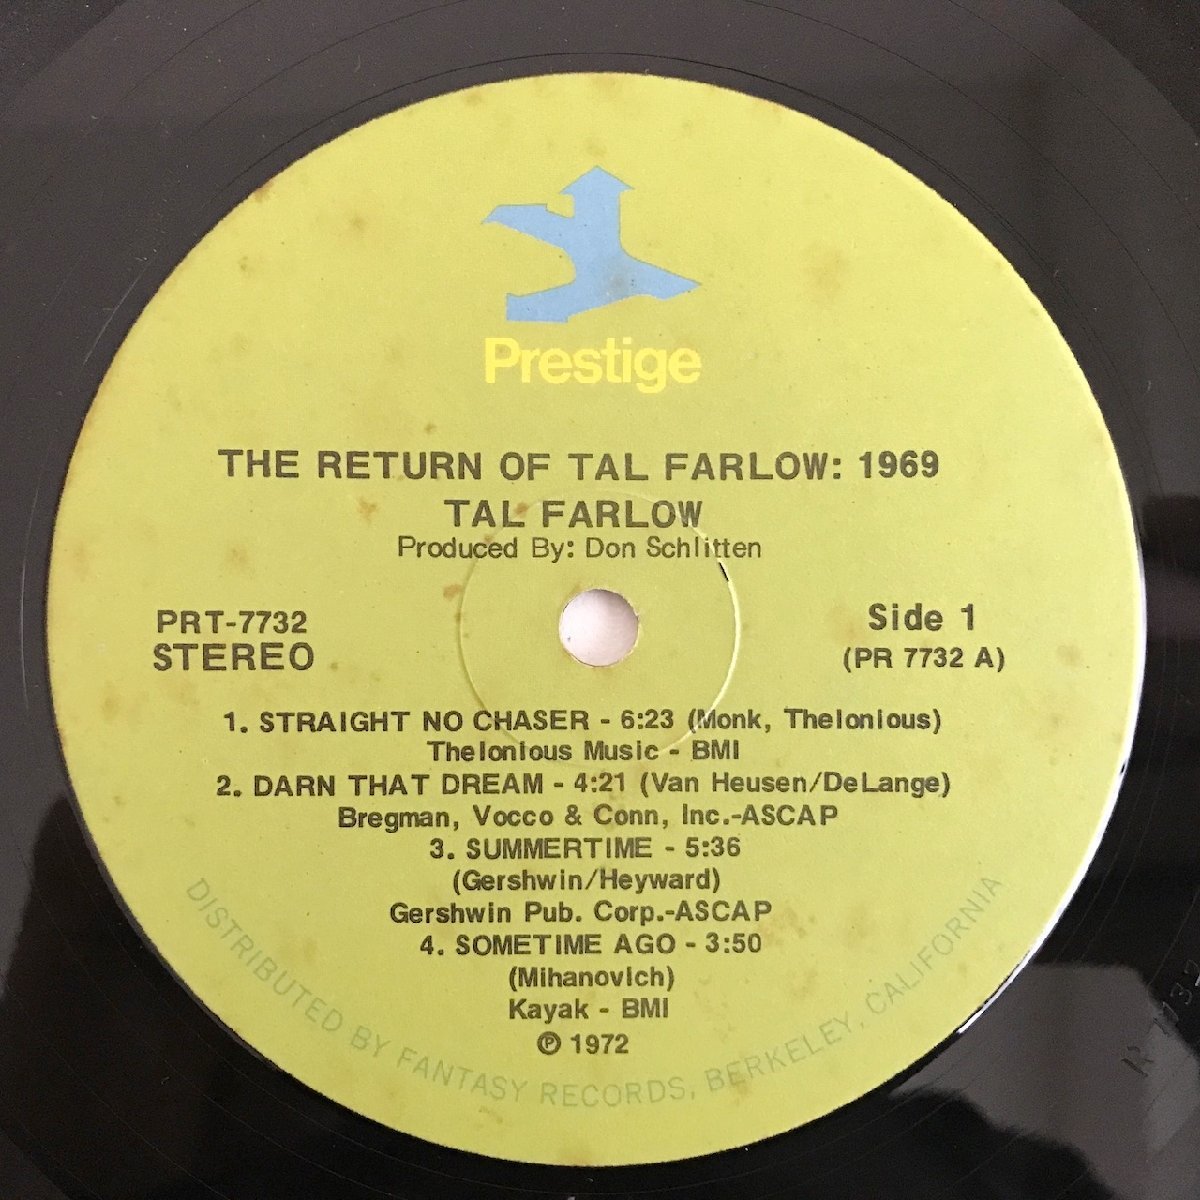 Prestige
THE RETURN OF TAL FARLOW: 1969
TAL FARLOW
Produced By: Don Schlitten
PRT-7732
STEREO
Side 1
(PR 7732 A)
1. STRAIGHT NO CHASER - 6:23 (Monk, Thelonious)
Thelonious Music - BMI
2. DARN THAT DREAM - 4:21 (Van Heusen/DeLange)
Bregman, Vocco & Conn, Inc.-ASCAP
3. SUMMERTIME - 5:36
(Gershwin/Heyward)
Gershwin Pub. Corp.-ASCAP
4. SOMETIME AGO - 3:50
(Mihanovich)
Kayak - BMI
℗ 1972
DISTRIBUTED BY FANTASY RECORDS, BERKELEY, CALIFORNIA